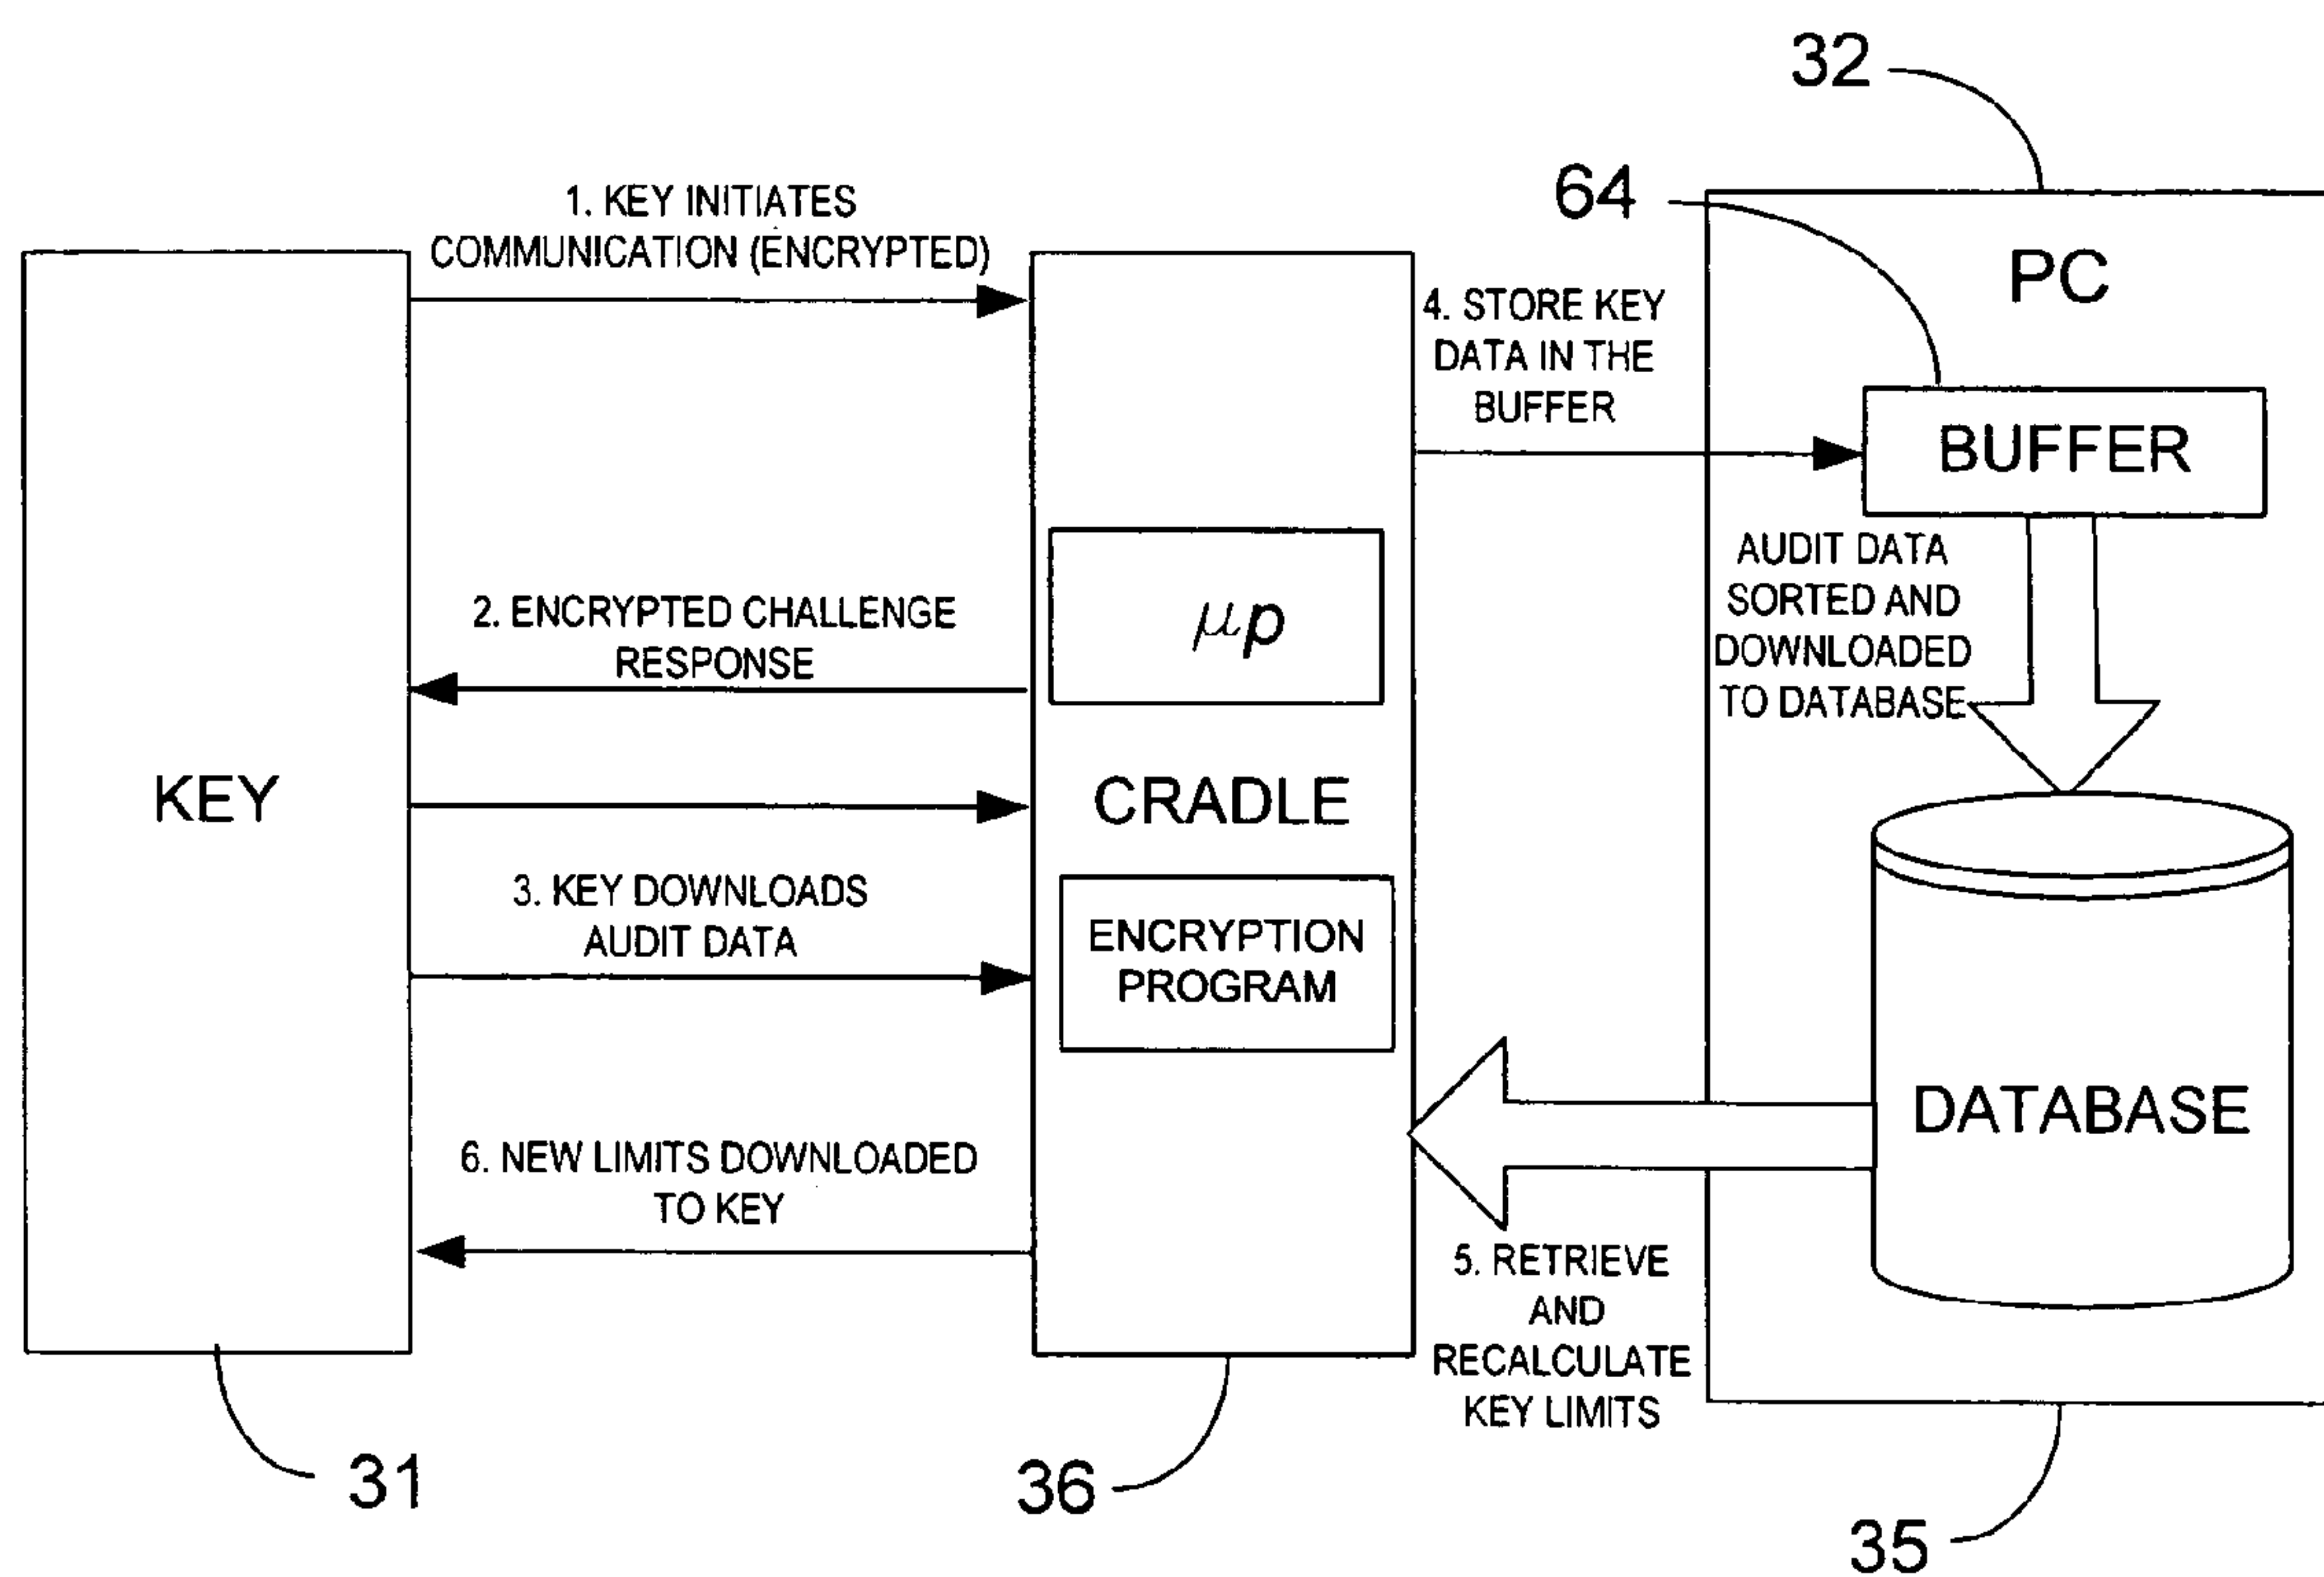 32
64
1. KEY INITIATES
COMMUNICATION (ENCRYPTED)
PC
4. STORE KEY
DATA IN THE
BUFFER
BUFFER
AUDIT DATA
SORTED AND
DOWNLOADED
TO DATABASE
2. ENCRYPTED CHALLENGE
RESPONSE
μp
KEY
CRADLE
3. KEY DOWNLOADS
AUDIT DATA
ENCRYPTION
PROGRAM
DATABASE
6. NEW LIMITS DOWNLOADED
TO KEY
5. RETRIEVE
AND
RECALCULATE
KEY LIMITS
31
36
35